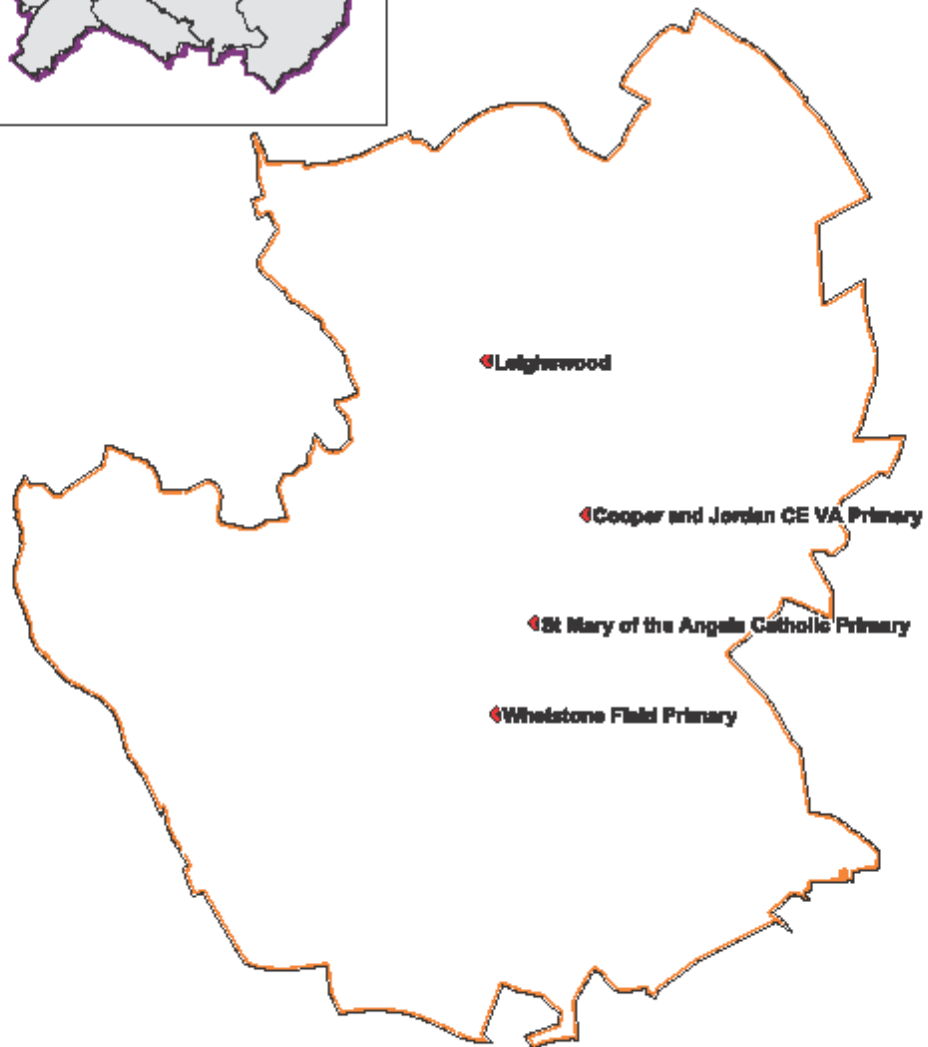 Leighswood
Cooper and Jordan CE VA Primary
St Mary of the Angels Catholic Primary
Whetstone Field Primary